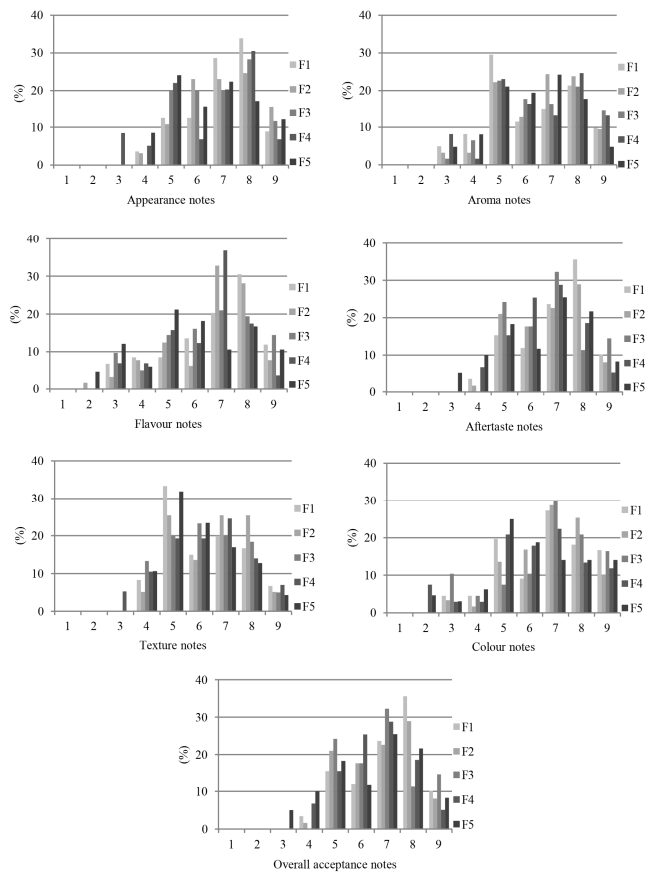 40
30
20
10
0
(%)
F1
F2
F3
F4
F5
1 2 3 4 5 6 7 8 9
Appearance notes
40
30
20
10
0
(%)
F1
F2
F3
F4
F5
1 2 3 4 5 6 7 8 9
Aroma notes
40
30
20
10
0
(%)
F1
F2
F3
F4
F5
1 2 3 4 5 6 7 8 9
Flavour notes
40
30
20
10
0
(%)
F1
F2
F3
F4
F5
1 2 3 4 5 6 7 8 9
Aftertaste notes
40
30
20
10
0
(%)
F1
F2
F3
F4
F5
1 2 3 4 5 6 7 8 9
Texture notes
40
30
20
10
0
(%)
F1
F2
F3
F4
F5
1 2 3 4 5 6 7 8 9
Colour notes
40
30
20
10
0
(%)
F1
F2
F3
F4
F5
1 2 3 4 5 6 7 8 9
Overall acceptance notes